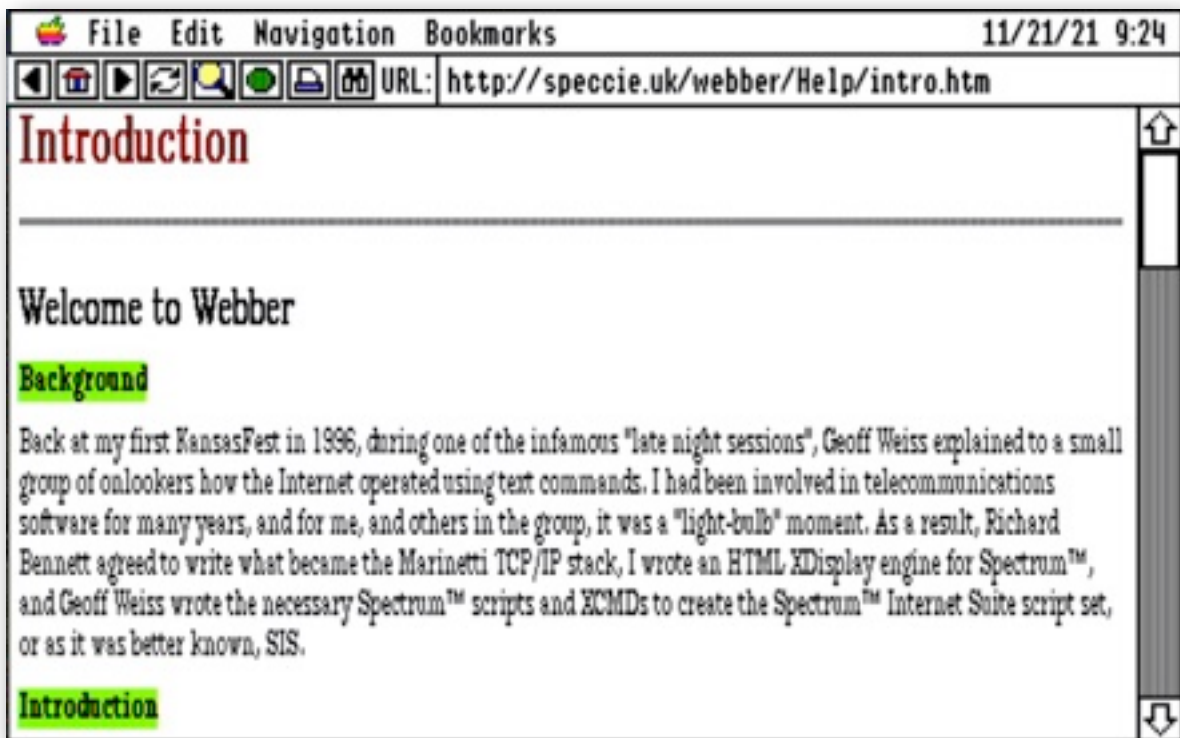 File Edit Navigation Bookmarks 11/21/21 9:24
URL: http://speccie.uk/webber/Help/intro.htm
Introduction
Welcome to Webber
Background
Back at my first KansasFest in 1996, during one of the infamous "late night sessions", Geoff Weiss explained to a small
group of onlookers how the Internet operated using text commands. I had been involved in telecommunications
software for many years, and for me, and others in the group, it was a "light-bulb" moment. As a result, Richard
Bennett agreed to write what became the Marinetti TCP/IP stack, I wrote an HTML XDisplay engine for Spectrum™,
and Geoff Weiss wrote the necessary Spectrum™ scripts and XCMDs to create the Spectrum™ Internet Suite script set,
or as it was better known, SIS.
Introduction